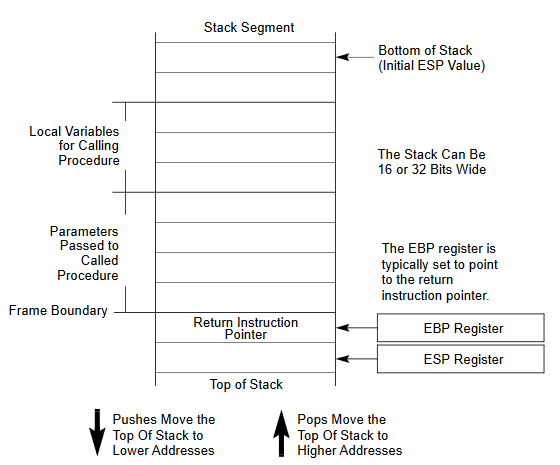 Stack Segment
Bottom of Stack
(Initial ESP Value)
Local Variables
for Calling
Procedure
The Stack Can Be
16 or 32 Bits Wide
Parameters
Passed to
Called
Procedure
The EBP register is
typically set to point
to the return
instruction pointer.
Frame Boundary
Return Instruction
Pointer
EBP Register
ESP Register
Top of Stack
Pushes Move the
Top Of Stack to
Lower Addresses
Pops Move the
Top Of Stack to
Higher Addresses